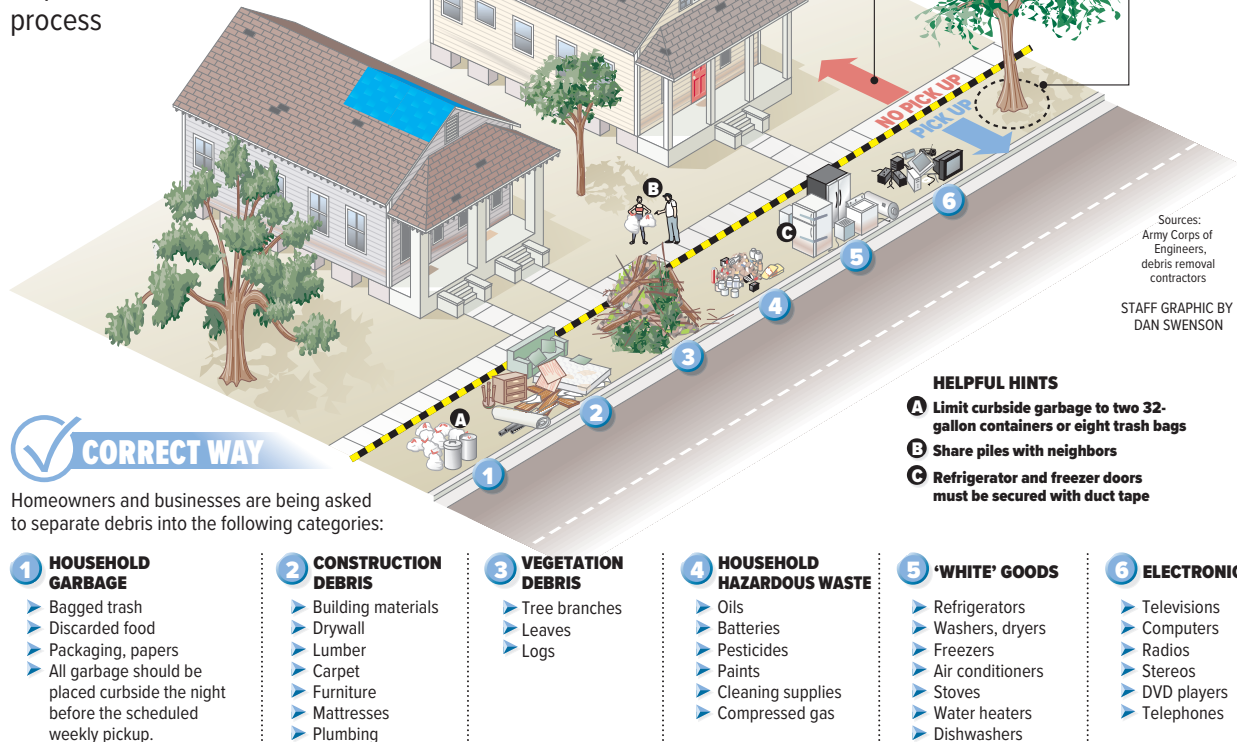 process
NO PICK UP
PICK UP
B
C
A
6
5
4
3
2
1
Sources:
Army Corps of
Engineers,
debris removal
contractors
STAFF GRAPHIC BY
DAN SWENSON
HELPFUL HINTS
A Limit curbside garbage to two 32-
gallon containers or eight trash bags
B Share piles with neighbors
C Refrigerator and freezer doors
must be secured with duct tape
CORRECT WAY
Homeowners and businesses are being asked
to separate debris into the following categories:
1 HOUSEHOLD
GARBAGE
Bagged trash
Discarded food
Packaging, papers
All garbage should be
placed curbside the night
before the scheduled
weekly pickup.
2 CONSTRUCTION
DEBRIS
Building materials
Drywall
Lumber
Carpet
Furniture
Mattresses
Plumbing
3 VEGETATION
DEBRIS
Tree branches
Leaves
Logs
4 HOUSEHOLD
HAZARDOUS WASTE
Oils
Batteries
Pesticides
Paints
Cleaning supplies
Compressed gas
5 ‘WHITE’ GOODS
Refrigerators
Washers, dryers
Freezers
Air conditioners
Stoves
Water heaters
Dishwashers
6 ELECTRONIC
Televisions
Computers
Radios
Stereos
DVD players
Telephones